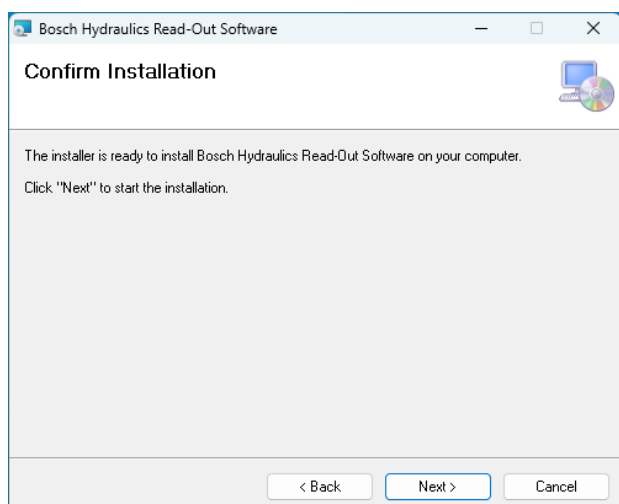 Bosch Hydraulics Read-Out Software
Confirm Installation
The installer is ready to install Bosch Hydraulics Read-Out Software on your computer.
Click "Next" to start the installation.
< Back
Next >
Cancel